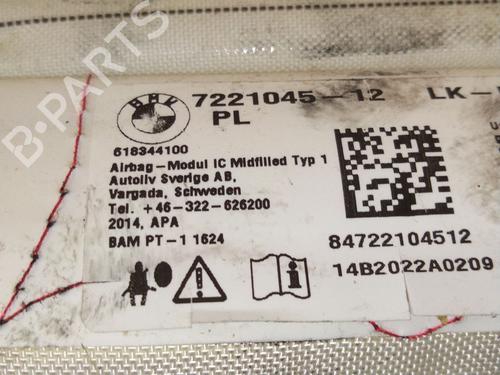 B-PARTS
BMW
7221045-12 LK-
PL
618344100
Airbag-Modul IC Midfilled Typ 1
Autoliv Sverige AB,
Vargada, Schweden
Tel. +46-322-626200
2014, APA
BAM PT-1 1624
84722104512
14B2022A0209